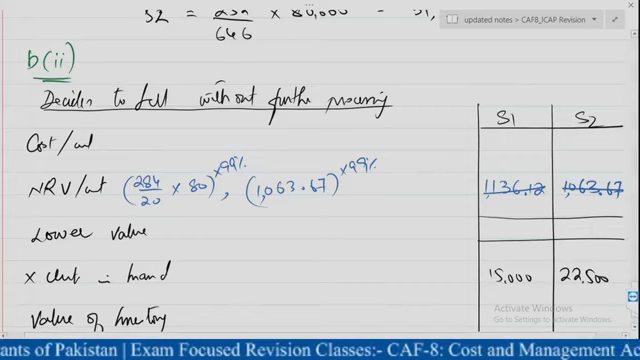 S2 = × 80,000 = 51,
646
updated notes > CAF8_ICAP Revision
b(ii)
Decides to sell without further processing
S1 S2
Cost/unit
NRV/unit (284/20 × 80) × 99% , (1,063.67) × 99% 1136.12 1,063.67
Lower value
× Unit in hand 15,000 22,500
Value of Inventory
Activate Windows
Go to Settings to activate Windows.
ants of Pakistan | Exam Focused Revision Classes:- CAF-8: Cost and Management Ac